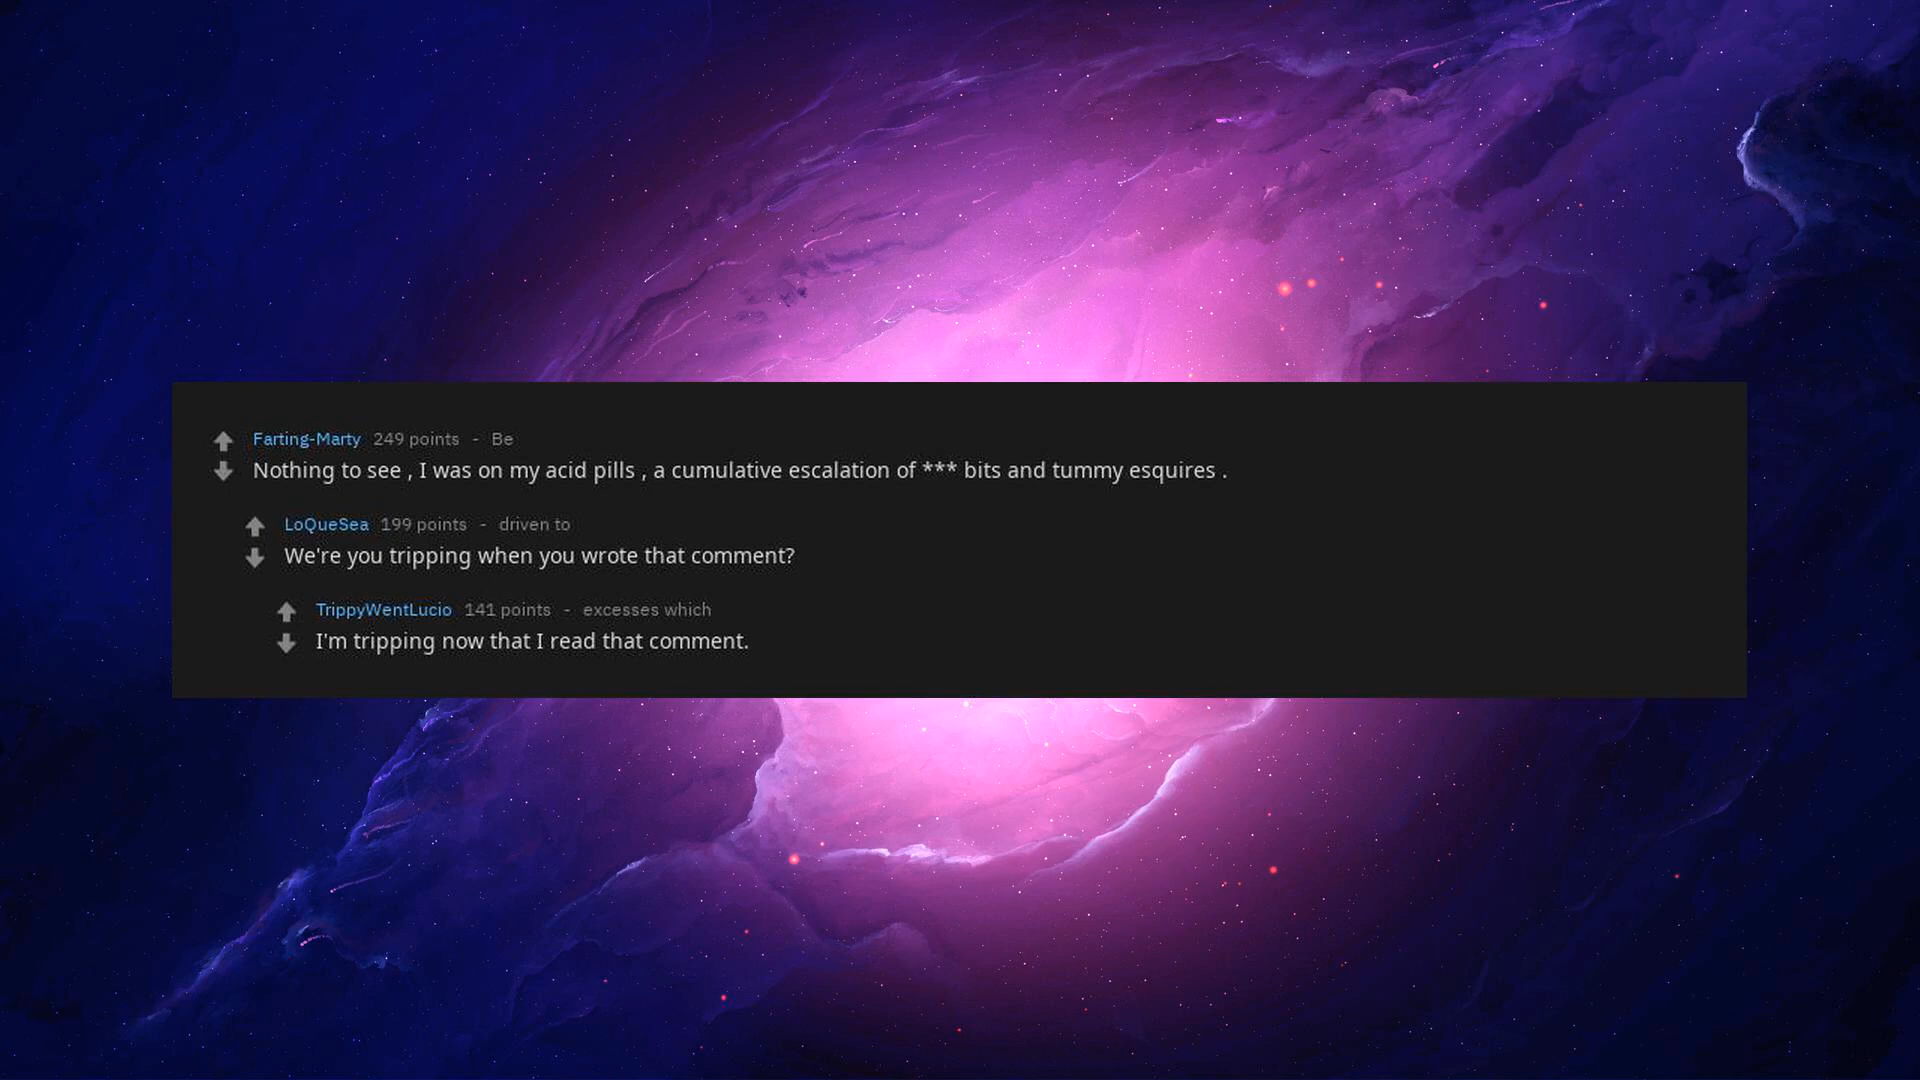 Farting-Marty 249 points - Be
Nothing to see , I was on my acid pills , a cumulative escalation of *** bits and tummy esquires .
LoQueSea 199 points - driven to
We're you tripping when you wrote that comment?
TrippyWentLucio 141 points - excesses which
I'm tripping now that I read that comment.